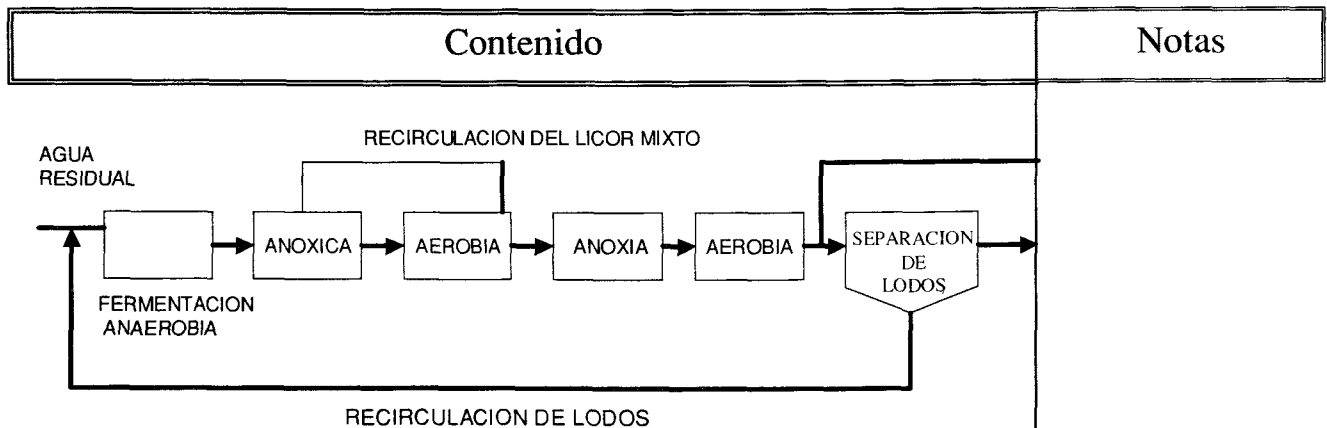 Contenido
Notas
RECIRCULACION DEL LICOR MIXTO
AGUA
RESIDUAL
ANOXICA
AEROBIA
ANOXIA
AEROBIA
SEPARACION
DE
LODOS
FERMENTACION
ANAEROBIA
RECIRCULACION DE LODOS